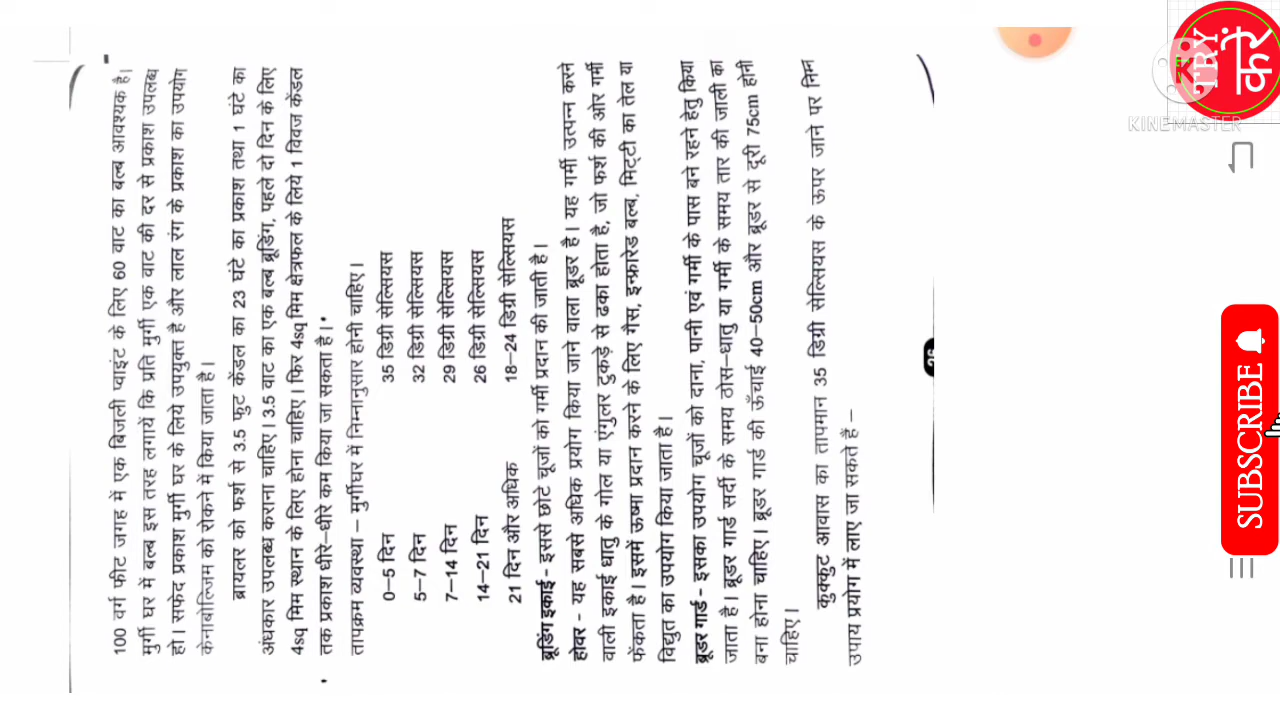 100 वर्ग फीट जगह में एक बिजली प्वाइंट के लिए 60 वाट का बल्ब आवश्यक है।
मुर्गी घर में बल्ब इस तरह लगायें कि प्रति मुर्गी एक वाट की दर से प्रकाश उपलब्ध
हो। सफेद प्रकाश मुर्गी घर के लिये उपयुक्त है और लाल रंग के प्रकाश का उपयोग
केनाबोल्जिम को रोकने में किया जाता है।
ब्रायलर को फर्श से 3.5 फुट केंडल का 23 घंटे का प्रकाश तथा 1 घंटे का
अंधकार उपलब्ध कराना चाहिए। 3.5 वाट का एक बल्ब ब्रूडिंग, पहले दो दिन के लिए
4sq मिम स्थान के लिए होना चाहिए। फिर 4sq मिम क्षेत्रफल के लिये 1 विवज केंडल
तक प्रकाश धीरे–धीरे कम किया जा सकता है।
तापक्रम व्यवस्था – मुर्गीघर में निम्नानुसार होनी चाहिए।
0–5 दिन 35 डिग्री सेल्सियस
5–7 दिन 32 डिग्री सेल्सियस
7–14 दिन 29 डिग्री सेल्सियस
14–21 दिन 26 डिग्री सेल्सियस
21 दिन और अधिक 18–24 डिग्री सेल्सियस
ब्रूडिंग इकाई - इससे छोटे चूजों को गर्मी प्रदान की जाती है।
होवर - यह सबसे अधिक प्रयोग किया जाने वाला ब्रूडर है। यह गर्मी उत्पन्न करने
वाली इकाई धातु के गोल या एंगुलर टुकड़े से ढका होता है, जो फर्श की ओर गर्मी
फेंकता है। इसमें ऊष्मा प्रदान करने के लिए गैस, इन्फ्रारेड बल्ब, मिट्टी का तेल या
विद्युत का उपयोग किया जाता है।
ब्रूडर गार्ड - इसका उपयोग चूजों को दाना, पानी एवं गर्मी के पास बने रहने हेतु किया
जाता है। ब्रूडर गार्ड सर्दी के समय ठोस–धातु या गर्मी के समय तार की जाली का
बना होना चाहिए। ब्रूडर गार्ड की ऊँचाई 40–50cm और ब्रूडर से दूरी 75cm होनी
चाहिए।
कुक्कुट आवास का तापमान 35 डिग्री सेल्सियस के ऊपर जाने पर निम्न
उपाय प्रयोग में लाए जा सकते हैं –
TRY
करें
KINEMASTER
SUBSCRIBE